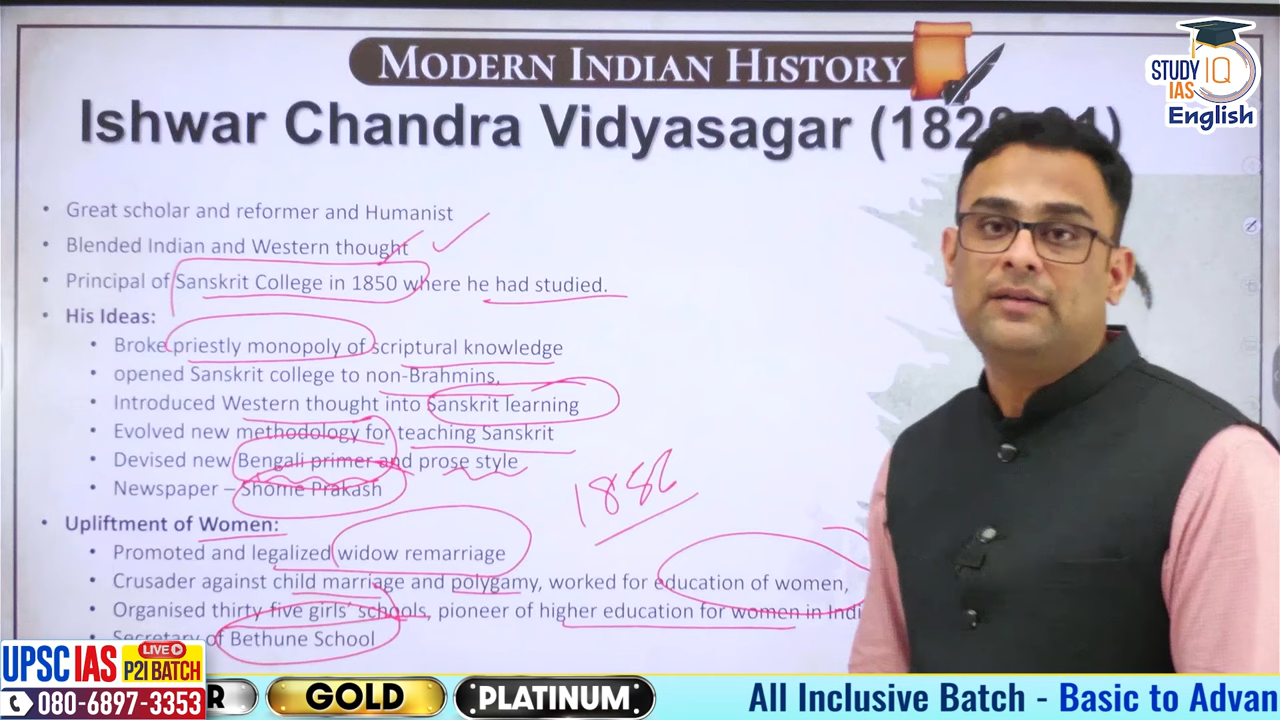 MODERN INDIAN HISTORY
STUDY IQ
IAS
English
Ishwar Chandra Vidyasagar (1820-91)
• Great scholar and reformer and Humanist
• Blended Indian and Western thought
• Principal of Sanskrit College in 1850 where he had studied.
• His Ideas:
• Broke priestly monopoly of scriptural knowledge
• opened Sanskrit college to non-Brahmins,
• Introduced Western thought into Sanskrit learning
• Evolved new methodology for teaching Sanskrit
• Devised new Bengali primer and prose style
• Newspaper – Shome Prakash
1886
• Upliftment of Women:
• Promoted and legalized widow remarriage
• Crusader against child marriage and polygamy, worked for education of women,
• Organised thirty five girls' schools, pioneer of higher education for women in Indi
• Secretary of Bethune School
UPSC IAS LIVE P2I BATCH
080-6897-3353
R GOLD PLATINUM
All Inclusive Batch - Basic to Advan